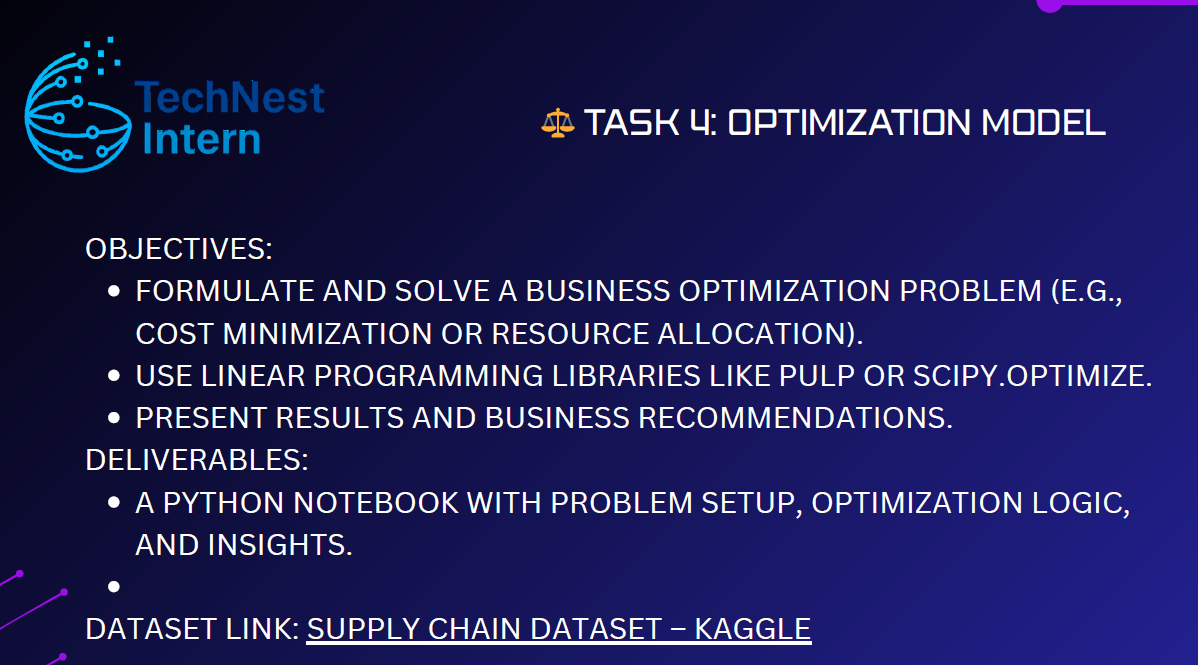 TechNest
Intern
⚖ TASK 4: OPTIMIZATION MODEL
OBJECTIVES:
• FORMULATE AND SOLVE A BUSINESS OPTIMIZATION PROBLEM (E.G.,
COST MINIMIZATION OR RESOURCE ALLOCATION).
• USE LINEAR PROGRAMMING LIBRARIES LIKE PULP OR SCIPY.OPTIMIZE.
• PRESENT RESULTS AND BUSINESS RECOMMENDATIONS.
DELIVERABLES:
• A PYTHON NOTEBOOK WITH PROBLEM SETUP, OPTIMIZATION LOGIC,
AND INSIGHTS.
•
DATASET LINK: SUPPLY CHAIN DATASET – KAGGLE